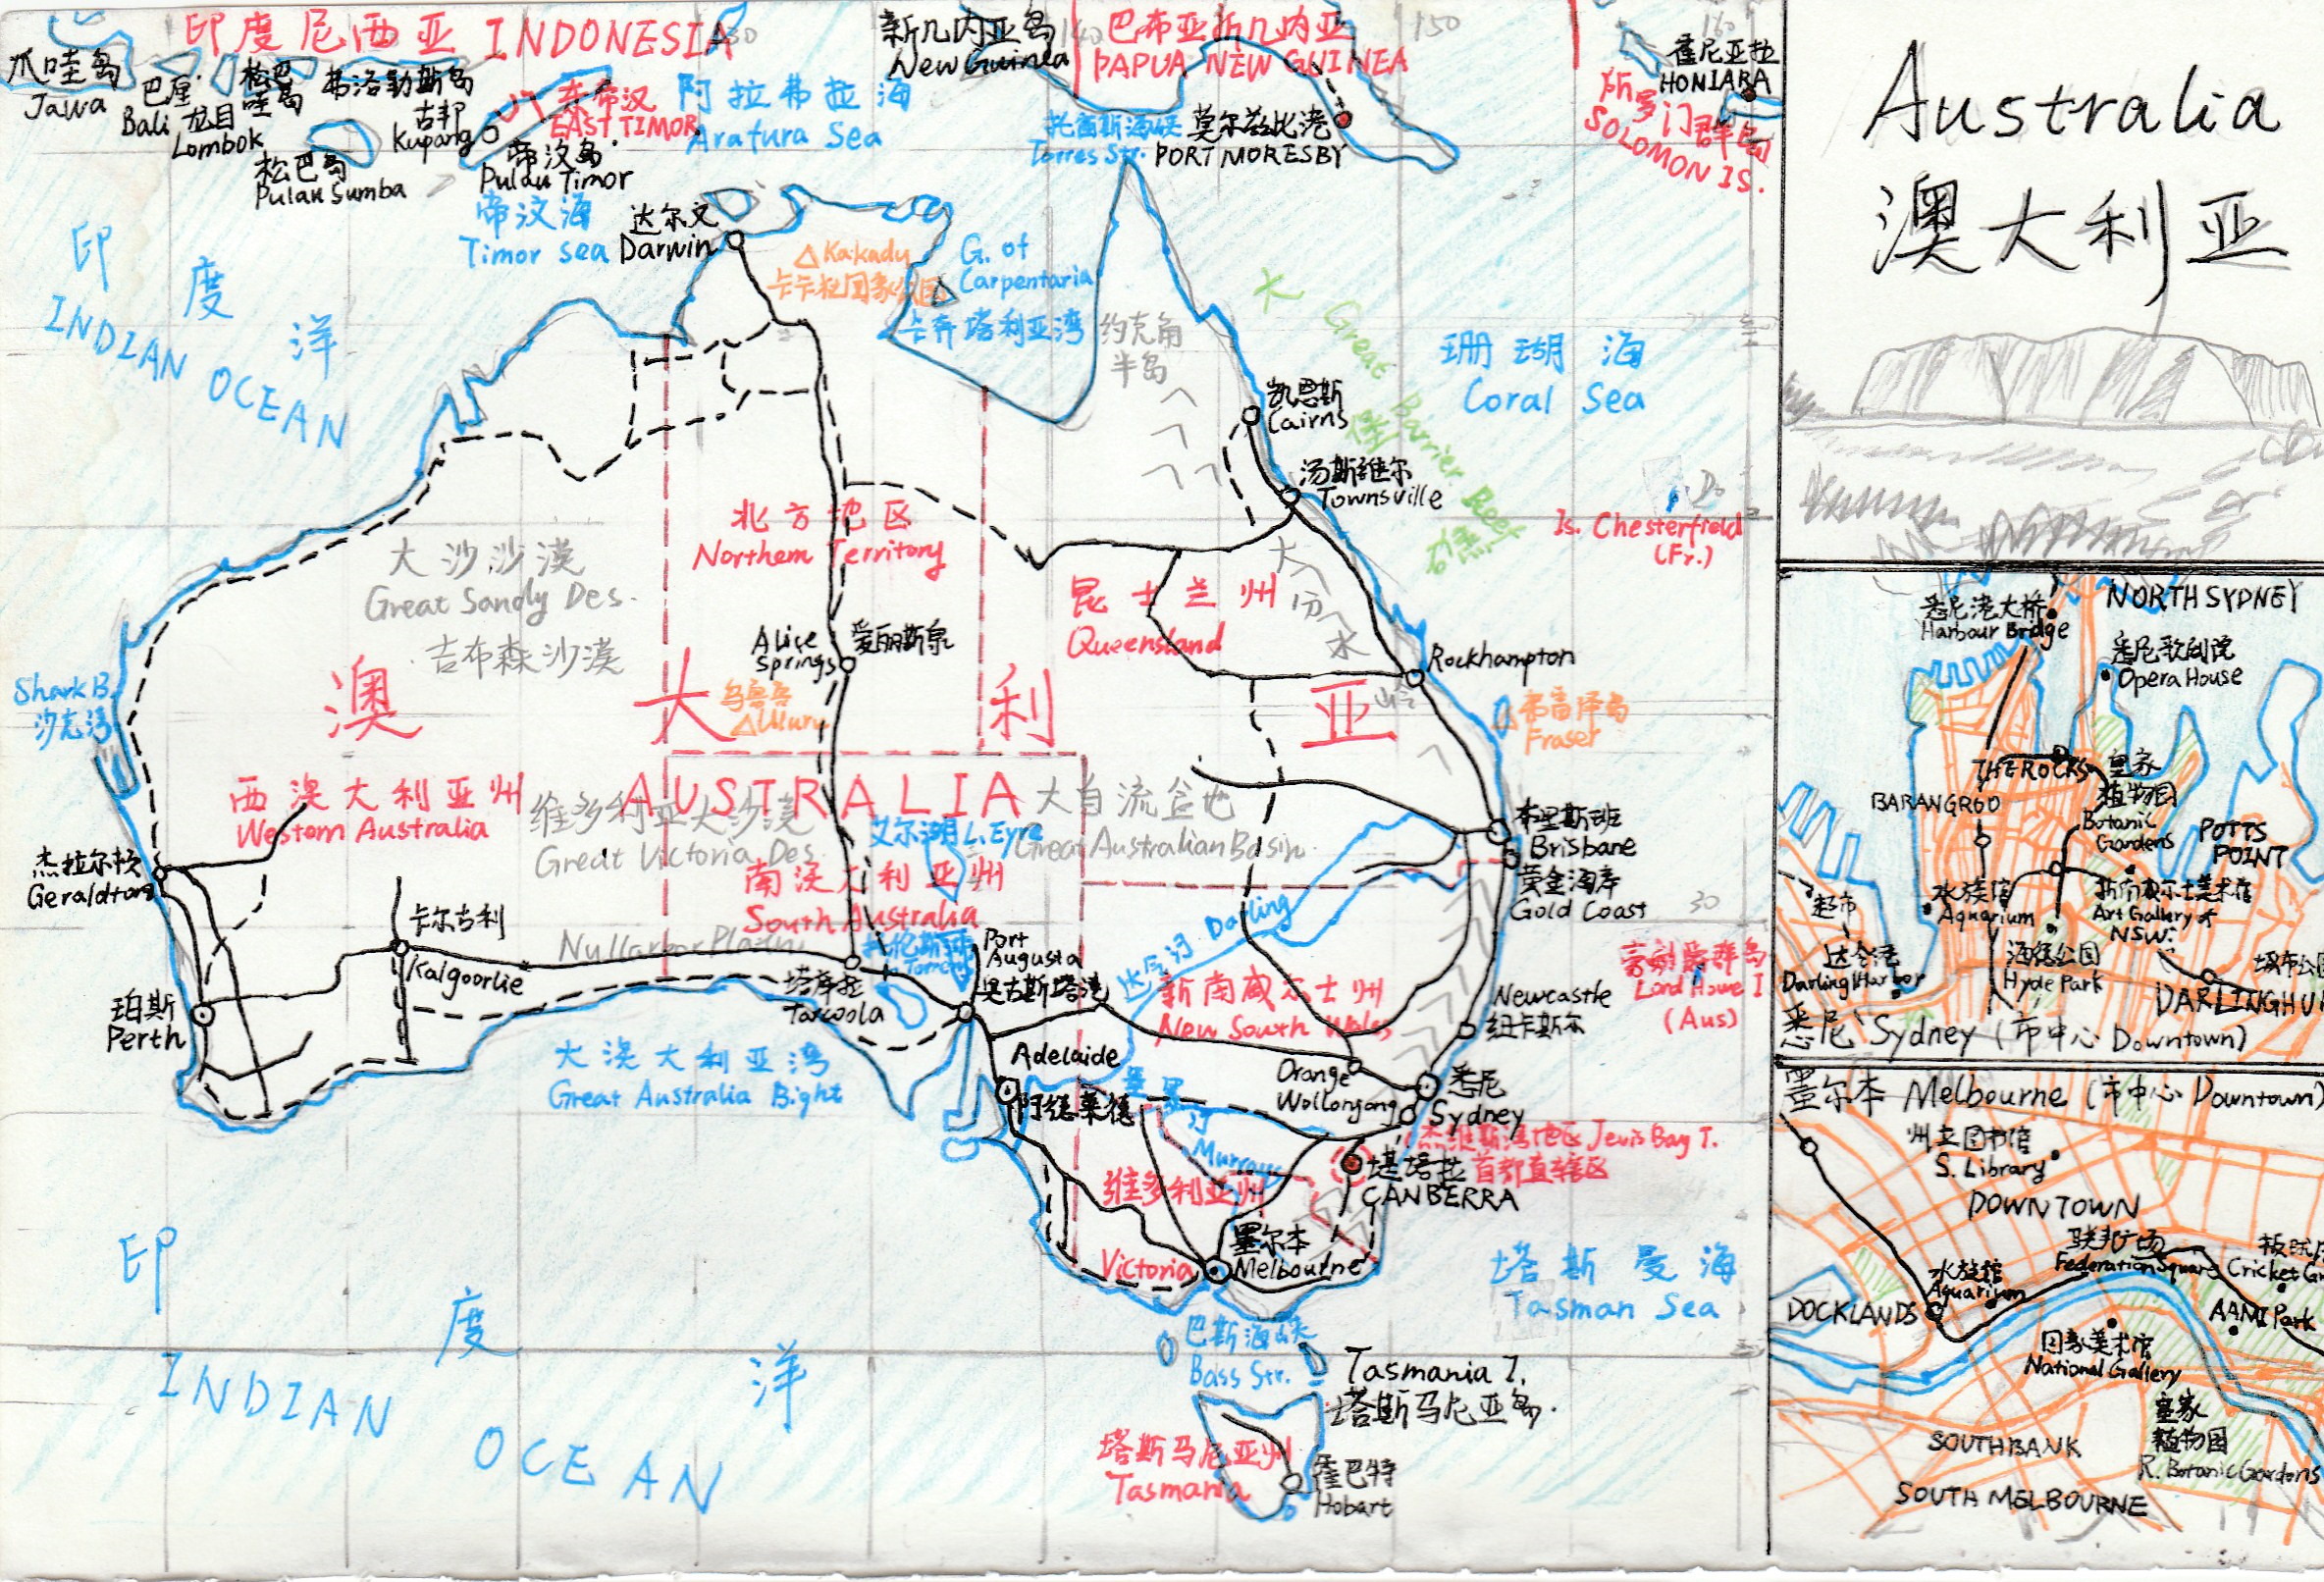 印度尼西亚 INDONESIA
130
新几内亚岛
New Guinea
140
巴布亚新几内亚
PAPUA NEW GUINEA
150
160
霍尼亚拉
HONIARA
所罗门群岛
SOLOMON IS.
爪哇岛
Jawa
巴厘
Bali
龙目
Lombok
松巴哇岛
弗洛勒斯岛
松巴岛
Pulau Sumba
古邦
Kupang
东帝汶
EAST TIMOR
帝汶岛
Pulau Timor
阿拉弗拉海
Arafura Sea
托雷斯海峡
Torres Str.
莫尔兹比港
PORT MORESBY
帝汶海
Timor sea
达尔文
Darwin
Kakadu
卡卡杜国家公园
G. of
Carpentaria
卡奔塔利亚湾
约克角
半岛
印度洋
INDIAN OCEAN
大堡礁
Great Barrier Reef
珊瑚海
Coral Sea
凯恩斯
Cairns
汤斯维尔
Townsville
Is. Chesterfield
(Fr.)
北方地区
Northern Territory
大沙沙漠
Great Sandy Des.
吉布森沙漠
昆士兰州
Queensland
大分水岭
Alice
Springs
爱丽斯泉
乌鲁鲁
Uluru
Rockhampton
弗雷泽岛
Fraser
Shark B.
沙克湾
澳大利亚
AUSTRALIA
西澳大利亚州
Western Australia
维多利亚大沙漠
Great Victoria Des.
艾尔湖 L. Eyre
大自流盆地
Great Australian Basin
南澳大利亚州
South Australia
布里斯班
Brisbane
黄金海岸
Gold Coast
30
杰拉尔顿
Geraldton
卡尔古利
Kalgoorlie
Nullarbor Plain
托伦斯湖
L. Torrens
Port
Augusta
奥古斯塔港
塔库拉
Tarcoola
达令河 Darling
新南威尔士州
New South Wales
豪勋爵群岛
Lord Howe I
(Aus)
Newcastle
纽卡斯尔
珀斯
Perth
大澳大利亚湾
Great Australia Bight
Adelaide
阿德莱德
墨累河
Murray
Orange
Wollongong
悉尼
Sydney
杰维斯湾地区 Jervis Bay T.
首都直辖区
堪培拉
CANBERRA
维多利亚州
Victoria
墨尔本
Melbourne
塔斯曼海
Tasman Sea
巴斯海峡
Bass Str.
印度洋
INDIAN OCEAN
Tasmania I.
塔斯马尼亚岛
塔斯马尼亚州
Tasmania
霍巴特
Hobart
Australia
澳大利亚
悉尼港大桥
Harbour Bridge
NORTH SYDNEY
悉尼歌剧院
Opera House
THE ROCKS
BARANGROO
皇家
植物园
Botanic
Gardens
POTTS
POINT
超市
水族馆
Aquarium
新南威尔士美术馆
Art Gallery of
NSW
达令港
Darling Harbor
海德公园
Hyde Park
DARLINGHU
悉尼 Sydney (市中心 Downtown)
墨尔本 Melbourne (市中心 Downtown)
州立图书馆
S. Library
DOWNTOWN
联邦广场
Federation Square
板球
Cricket Gr
水族馆
Aquarium
DOCKLANDS
AAMI Park
国家美术馆
National Gallery
皇家
植物园
R. Botanic Gardens
SOUTHBANK
SOUTH MELBOURNE